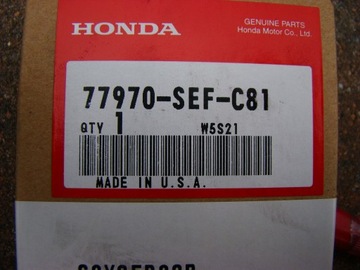 HONDA
GENUINE PARTS
Honda Motor Co., Ltd.
77970-SEF-C81
QTY 1 W5S21
MADE IN U.S.A.